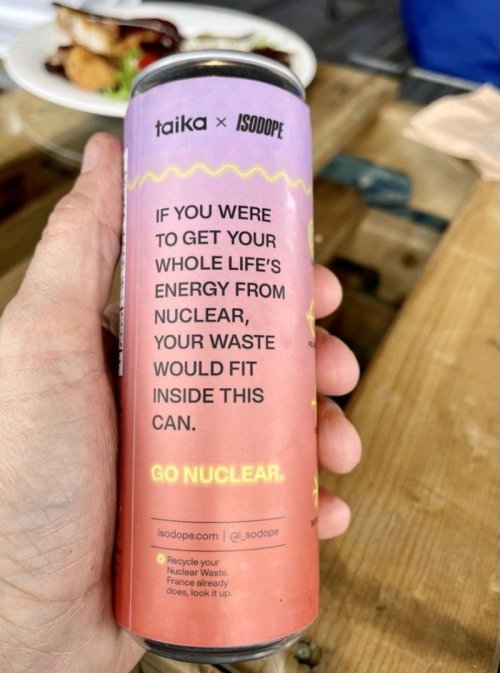 taika × ISODOPE
IF YOU WERE
TO GET YOUR
WHOLE LIFE'S
ENERGY FROM
NUCLEAR,
YOUR WASTE
WOULD FIT
INSIDE THIS
CAN.
GO NUCLEAR.
isodope.com | @i_sodope
Recycle your
Nuclear Waste.
France already
does, look it up.